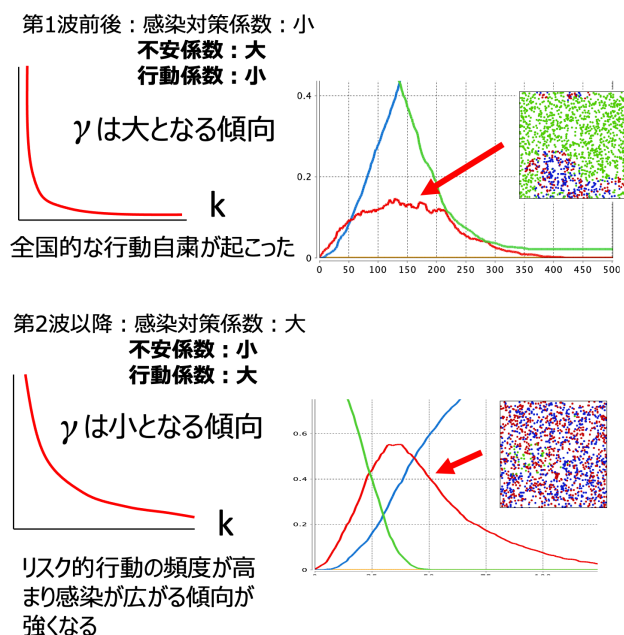 第1波前後：感染対策係数：小
不安係数：大
行動係数：小
γは大となる傾向
k
全国的な行動自粛が起こった
0.4
0.2
0
0 50 100 150 200 250 300 350 400 450 500
第2波以降：感染対策係数：大
不安係数：小
行動係数：大
γは小となる傾向
k
リスク的行動の頻度が高
まり感染が広がる傾向が
強くなる
0.6
0.4
0.2
0